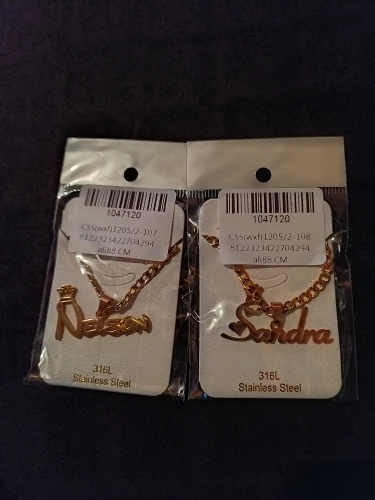 1047120
CSS(wxf)1205/2-107
8122323422704294
ali88.CM
Nelson
316L
Stainless Steel
1047120
CSS(wxf)1205/2-108
8122323422704294
ali88.CM
Sandra
316L
Stainless Steel